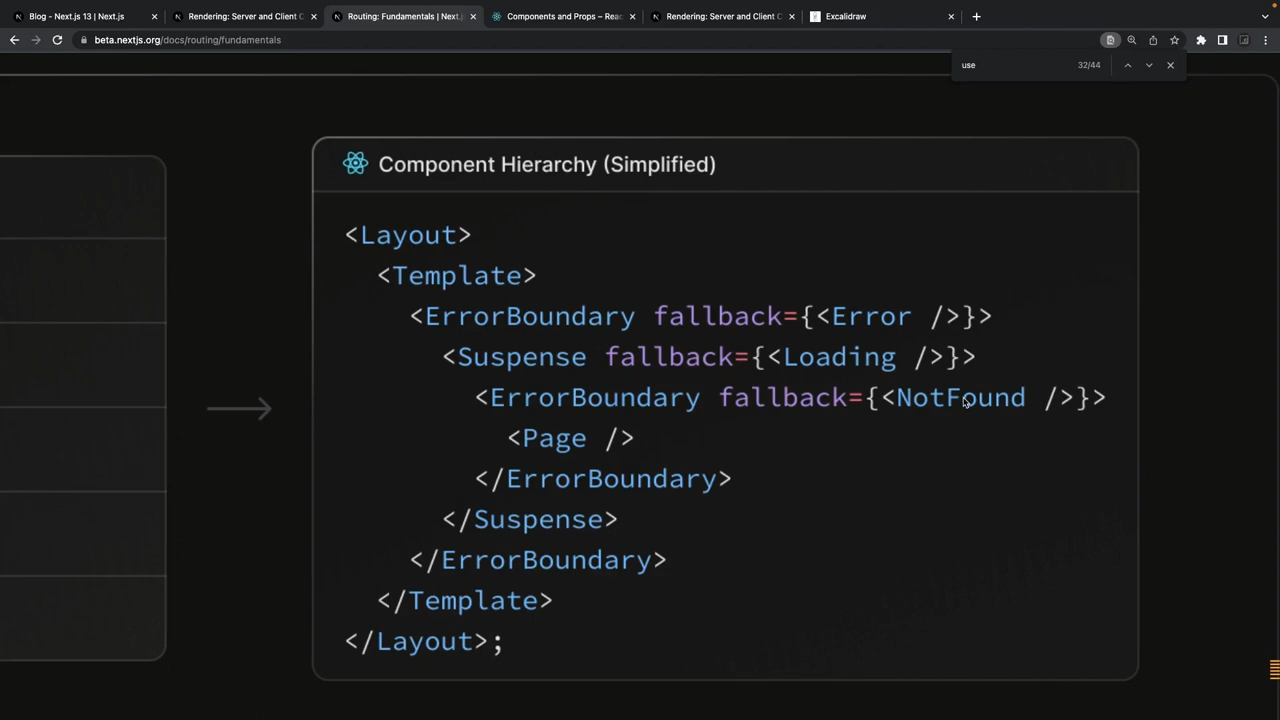 Blog - Next.js 13 | Next.js
Rendering: Server and Client C
Routing: Fundamentals | Next.
Components and Props – Reac
Rendering: Server and Client C
Excalidraw
beta.nextjs.org/docs/routing/fundamentals
use
32/44
Component Hierarchy (Simplified)
<Layout>
<Template>
<ErrorBoundary fallback={<Error />}>
<Suspense fallback={<Loading />}>
<ErrorBoundary fallback={<NotFound />}>
<Page />
</ErrorBoundary>
</Suspense>
</ErrorBoundary>
</Template>
</Layout>;